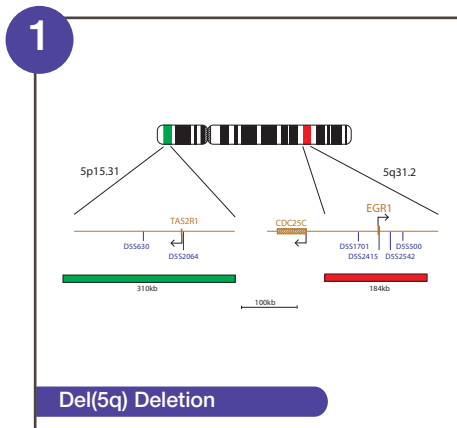 1
5p15.31
5q31.2
TAS2R1
CDC25C
EGR1
D5S630
D5S2064
D5S1701
D5S500
D5S2415
D5S2542
310kb
184kb
100kb
Del(5q) Deletion